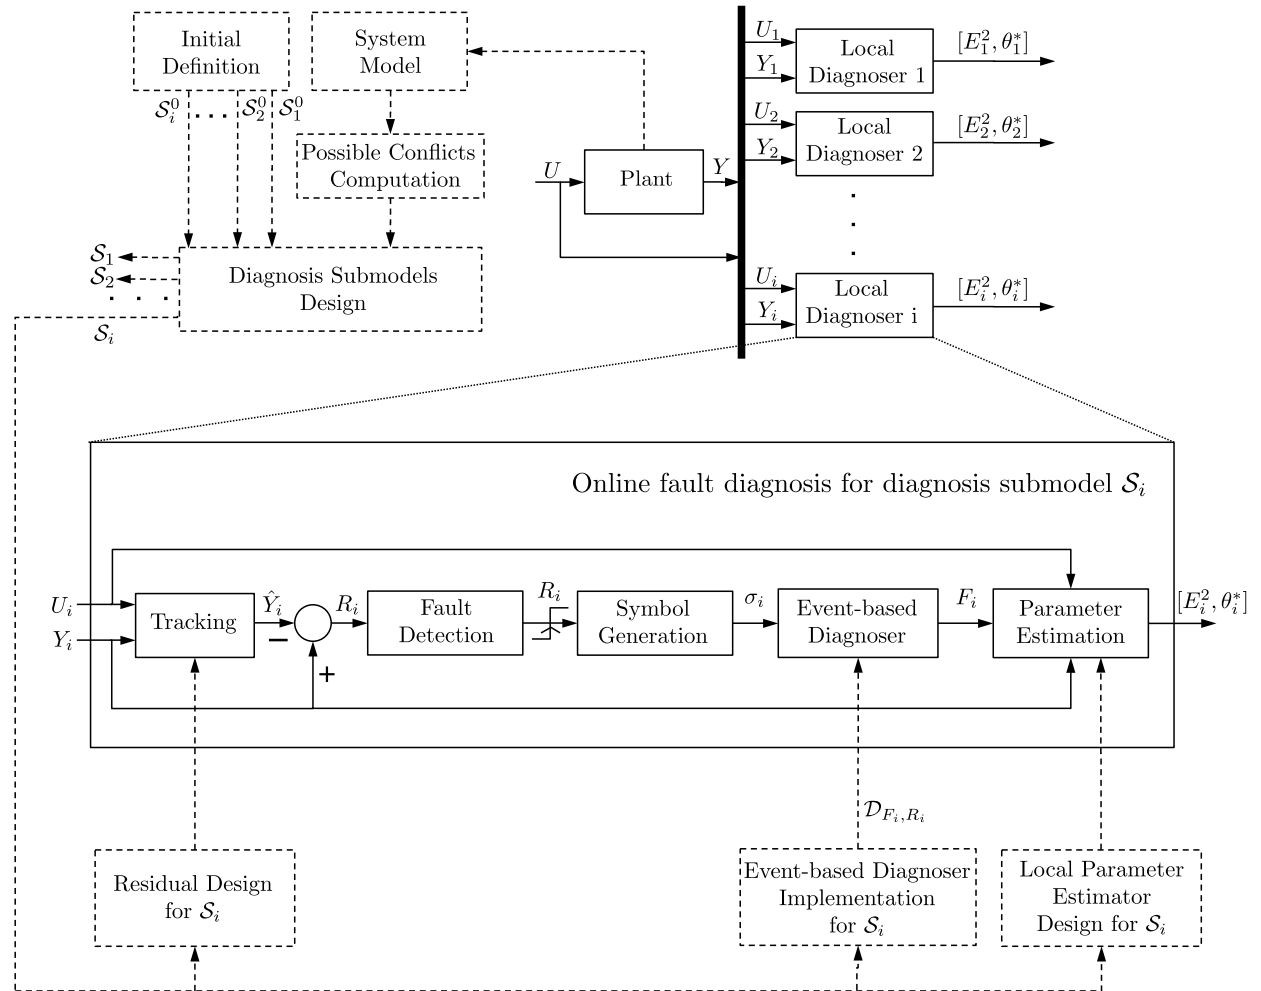 Initial
Definition
System
Model
𝒮_i^0 . . . 𝒮_2^0 𝒮_1^0
Possible Conflicts
Computation
Diagnosis Submodels
Design
𝒮_1
𝒮_2
. . .
𝒮_i
U
Plant
Y
U_1
Y_1
Local
Diagnoser 1
[E_1^2, θ_1^*]
U_2
Y_2
Local
Diagnoser 2
[E_2^2, θ_2^*]
U_i
Y_i
Local
Diagnoser i
[E_i^2, θ_i^*]
Online fault diagnosis for diagnosis submodel 𝒮_i
U_i
Y_i
Tracking
Ŷ_i
−
+
R_i
Fault
Detection
R_i
Symbol
Generation
σ_i
Event-based
Diagnoser
F_i
Parameter
Estimation
[E_i^2, θ_i^*]
𝒟_{F_i,R_i}
Residual Design
for 𝒮_i
Event-based Diagnoser
Implementation
for 𝒮_i
Local Parameter
Estimator
Design for 𝒮_i